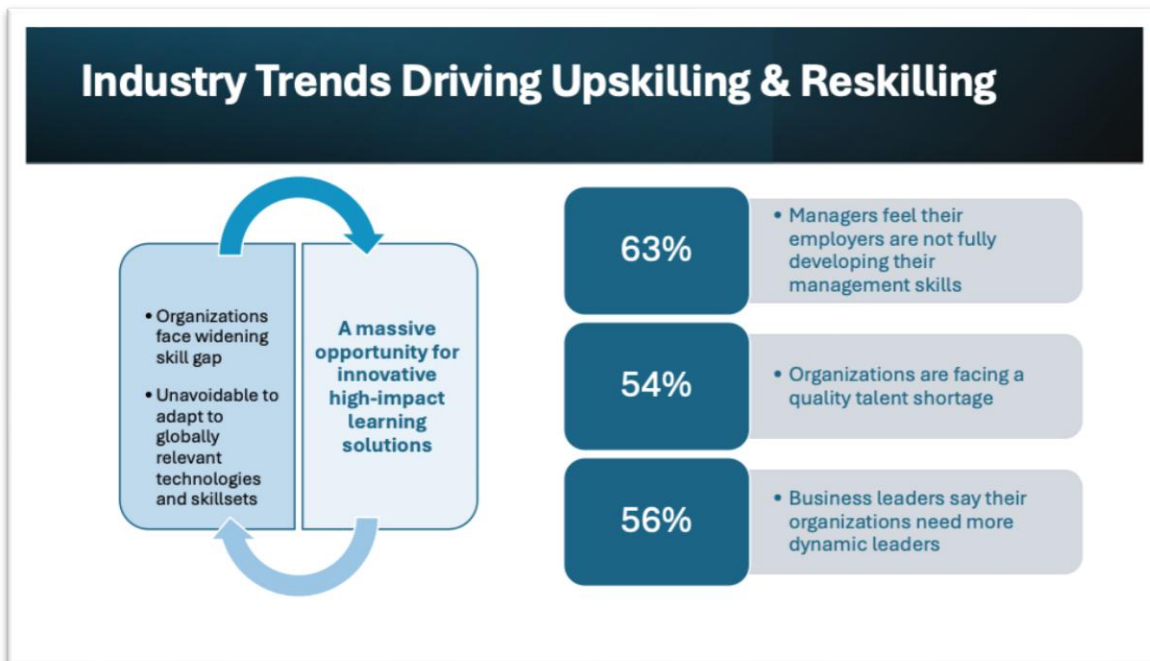 Industry Trends Driving Upskilling & Reskilling
• Organizations
face widening
skill gap
• Unavoidable to
adapt to
globally
relevant
technologies
and skillsets
A massive
opportunity for
innovative
high-impact
learning
solutions
63%
• Managers feel their
employers are not fully
developing their
management skills
54%
• Organizations are facing a
quality talent shortage
56%
• Business leaders say their
organizations need more
dynamic leaders